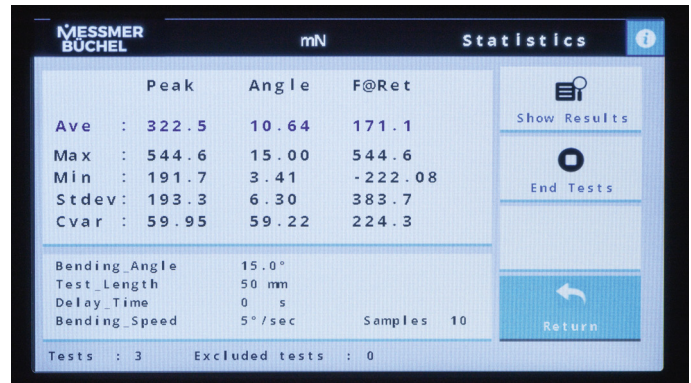 MESSMER
BÜCHEL
mN
Statistics
i
Peak Angle F@Ret
Ave : 322.5 10.64 171.1
Max : 544.6 15.00 544.6
Min : 191.7 3.41 -222.08
Stdev: 193.3 6.30 383.7
Cvar : 59.95 59.22 224.3
Show Results
End Tests
Bending_Angle 15.0°
Test_Length 50 mm
Delay_Time 0 s
Bending_Speed 5°/sec Samples 10
Return
Tests : 3 Excluded tests : 0